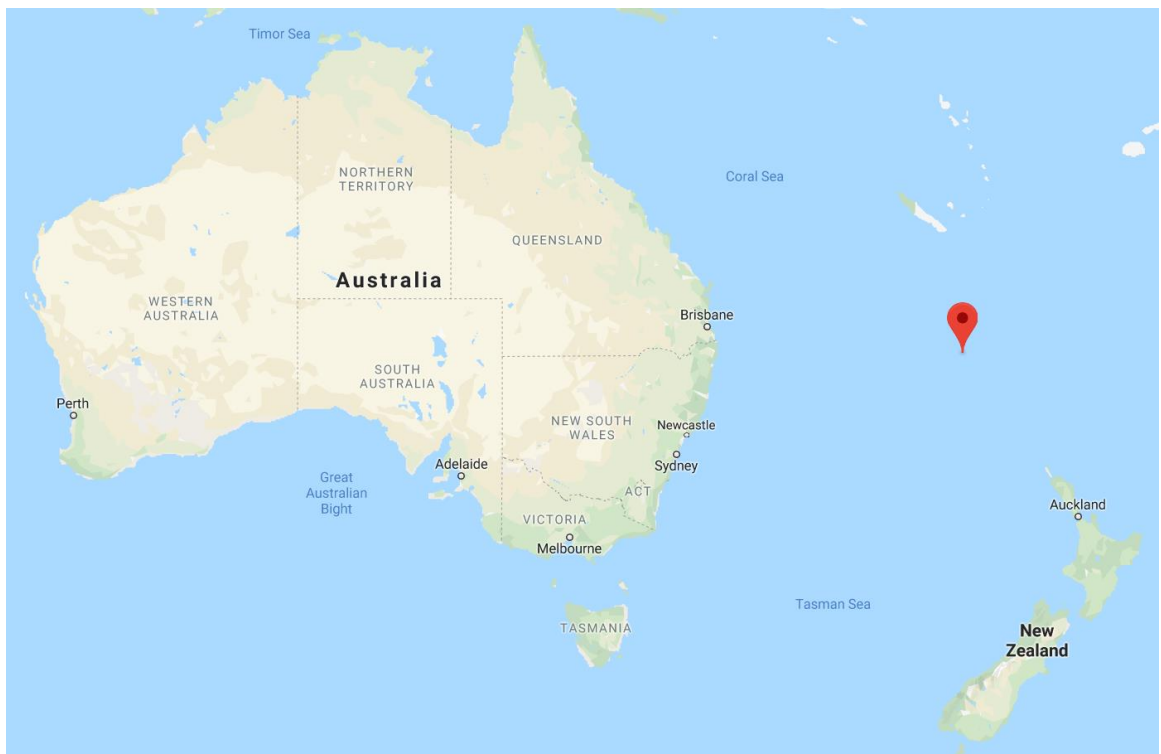 Timor Sea
NORTHERN
TERRITORY
Coral Sea
QUEENSLAND
Australia
WESTERN
AUSTRALIA
Brisbane
SOUTH
AUSTRALIA
Perth
NEW SOUTH
WALES
Newcastle
Adelaide
Sydney
Great
Australian
Bight
ACT
Auckland
VICTORIA
Melbourne
Tasman Sea
TASMANIA
New
Zealand